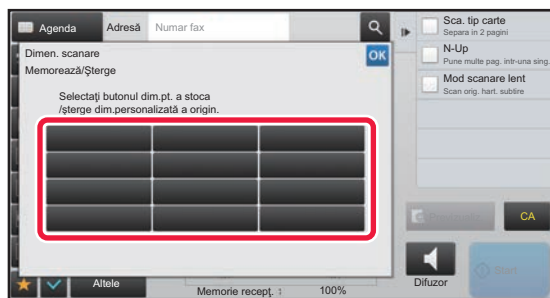 Agenda
Adresă
Numar fax
Dimen. scanare
OK
Memorează/Şterge
Selectaţi butonul dim.pt. a stoca
/şterge dim.personalizată a origin.
Sca. tip carte
Separa in 2 pagini
N-Up
Pune multe pag. intr-una sing.
Mod scanare lent
Scan orig. hart. subtire
CA
Start
Altele
Memorie recepţ. :
100%
Difuzor